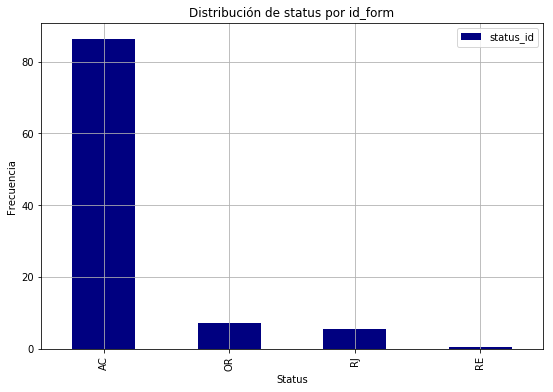 Distribución de status por id_form
status_id
Frecuencia
80
60
40
20
0
AC
OR
RJ
RE
Status